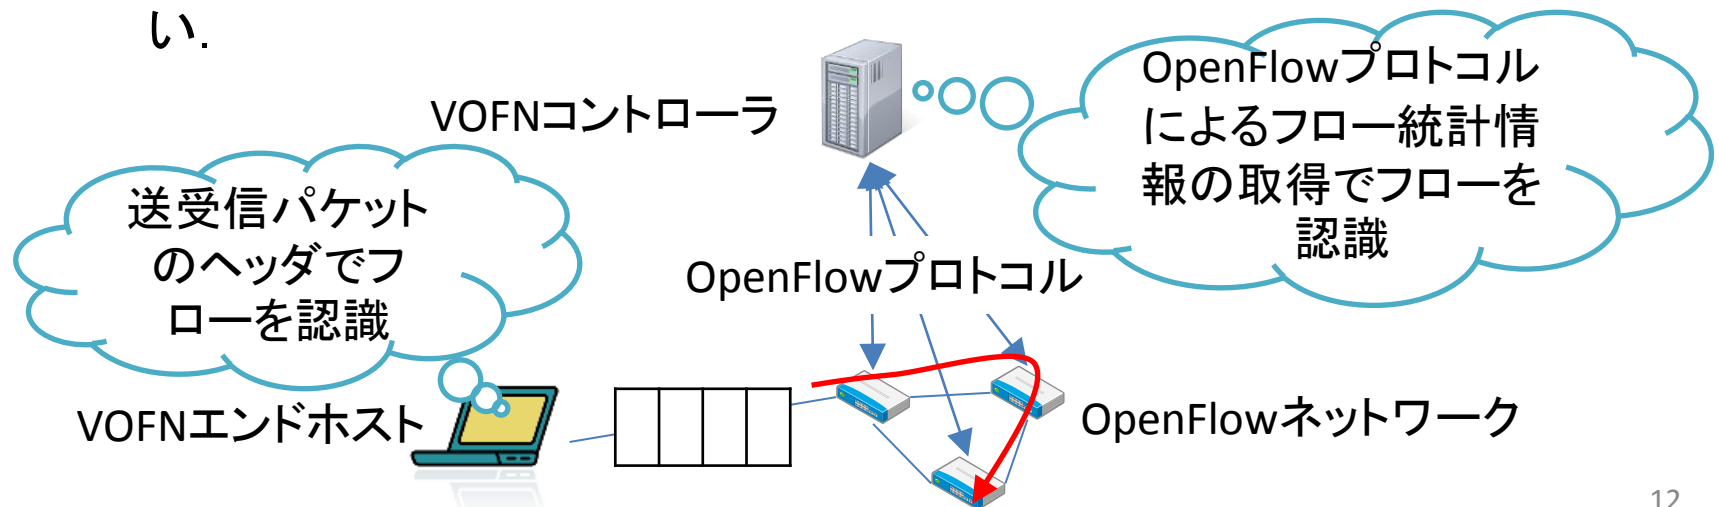 い.
VOFNコントローラ
OpenFlowプロトコル
によるフロー統計情
報の取得でフローを
認識
送受信パケット
のヘッダでフ
ローを認識
OpenFlowプロトコル
VOFNエンドホスト
OpenFlowネットワーク
12